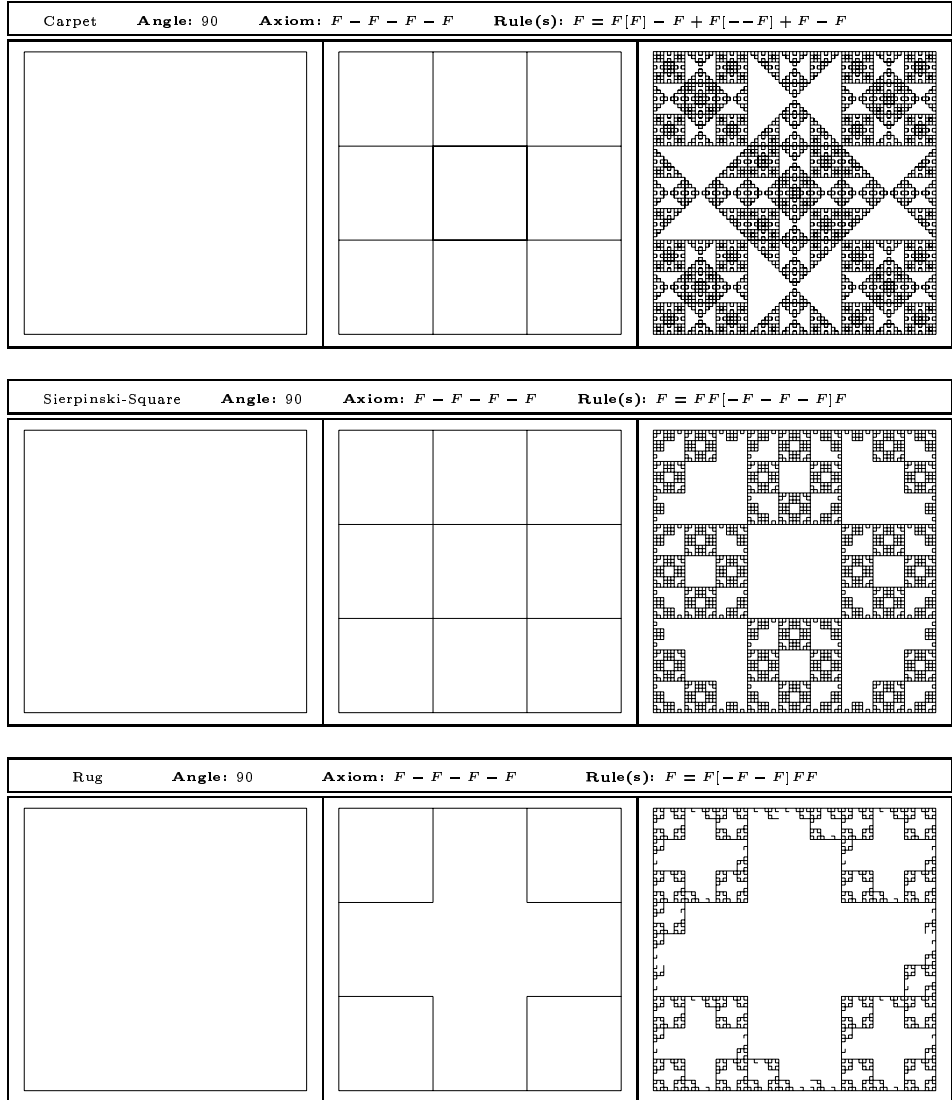 Carpet Angle: 90 Axiom: F − F − F − F Rule(s): F = F[F] − F + F[−−F] + F − F
Sierpinski-Square Angle: 90 Axiom: F − F − F − F Rule(s): F = FF[−F − F − F]F
Rug Angle: 90 Axiom: F − F − F − F Rule(s): F = F[−F − F]FF